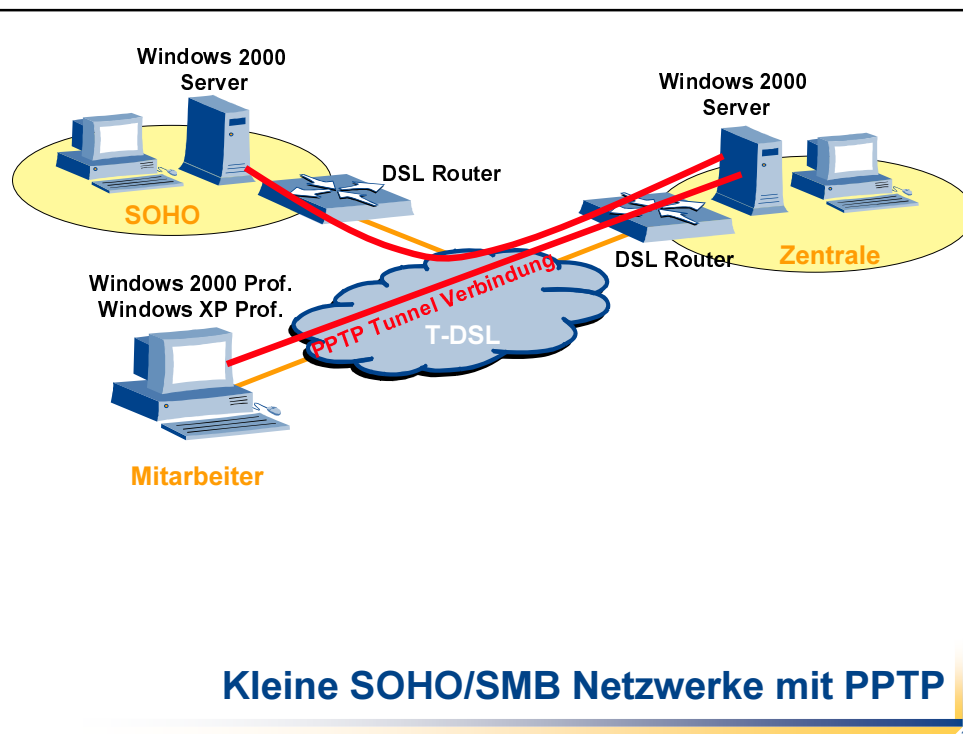 Windows 2000
Server
Windows 2000
Server
DSL Router
SOHO
DSL Router
Zentrale
Windows 2000 Prof.
Windows XP Prof.
PPTP Tunnel Verbindung
T-DSL
Mitarbeiter
Kleine SOHO/SMB Netzwerke mit PPTP